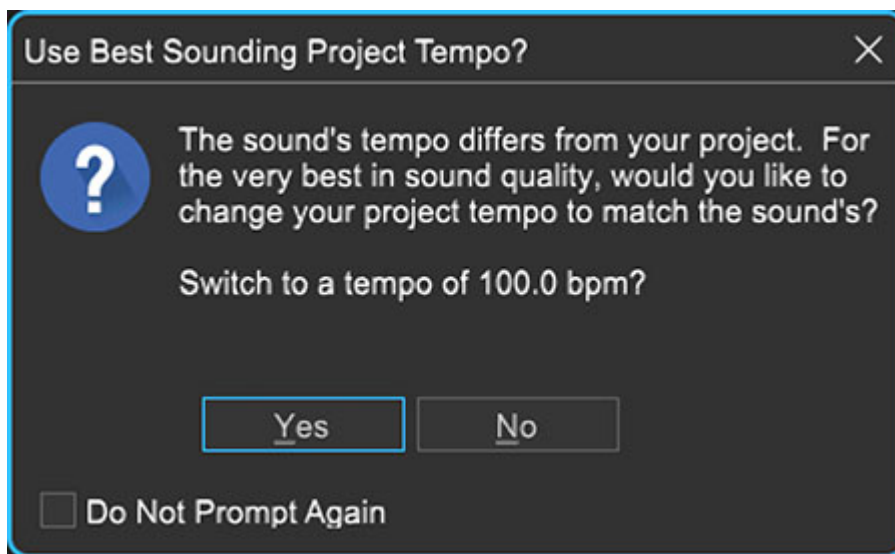 Use Best Sounding Project Tempo?
?
The sound's tempo differs from your project.  For
the very best in sound quality, would you like to
change your project tempo to match the sound's?
Switch to a tempo of 100.0 bpm?
Yes
No
Do Not Prompt Again